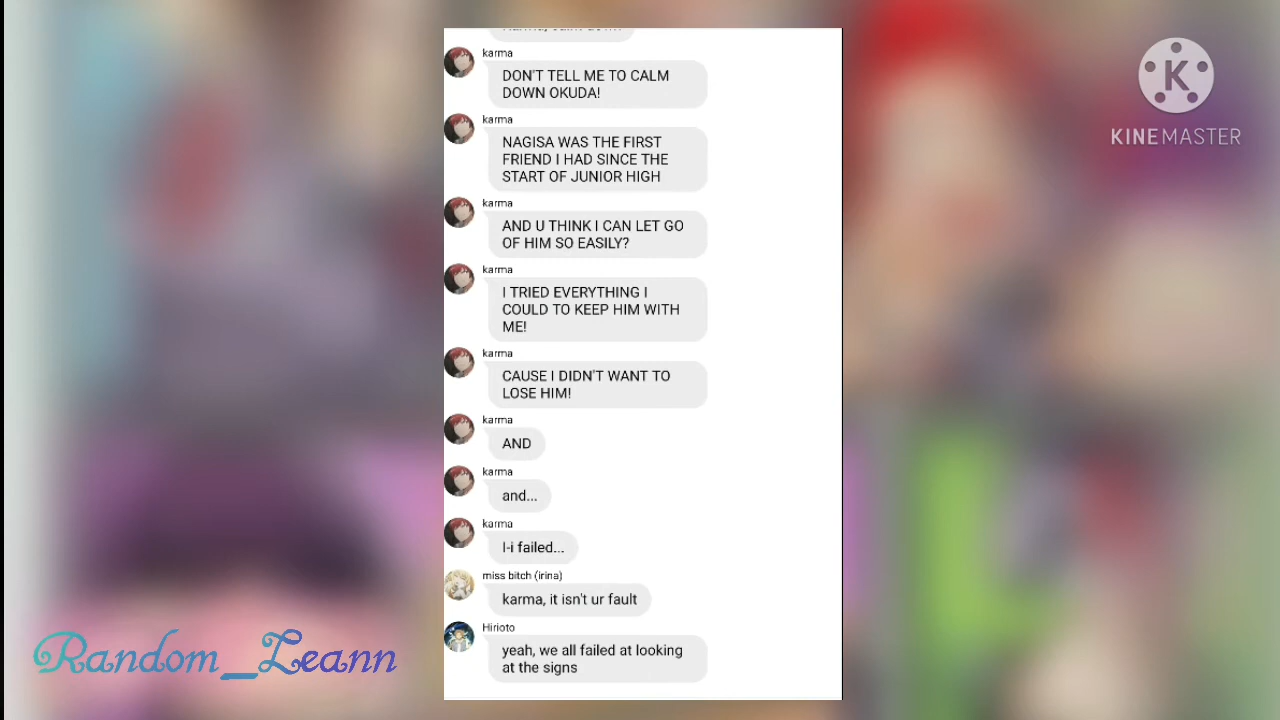 karma
DON'T TELL ME TO CALM
DOWN OKUDA!
karma
NAGISA WAS THE FIRST
FRIEND I HAD SINCE THE
START OF JUNIOR HIGH
karma
AND U THINK I CAN LET GO
OF HIM SO EASILY?
karma
I TRIED EVERYTHING I
COULD TO KEEP HIM WITH
ME!
karma
CAUSE I DIDN'T WANT TO
LOSE HIM!
karma
AND
karma
and...
karma
I-i failed...
miss bitch (irina)
karma, it isn't ur fault
Hirioto
yeah, we all failed at looking
at the signs
K
KINEMASTER
Random_Leann